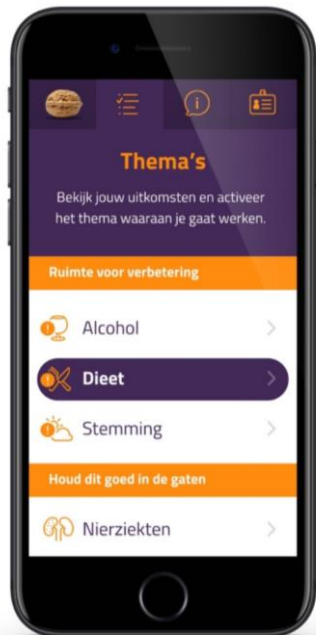 Thema's
Bekijk jouw uitkomsten en activeer
het thema waaraan je gaat werken.
Ruimte voor verbetering
Alcohol
Dieet
Stemming
Houd dit goed in de gaten
Nierziekten